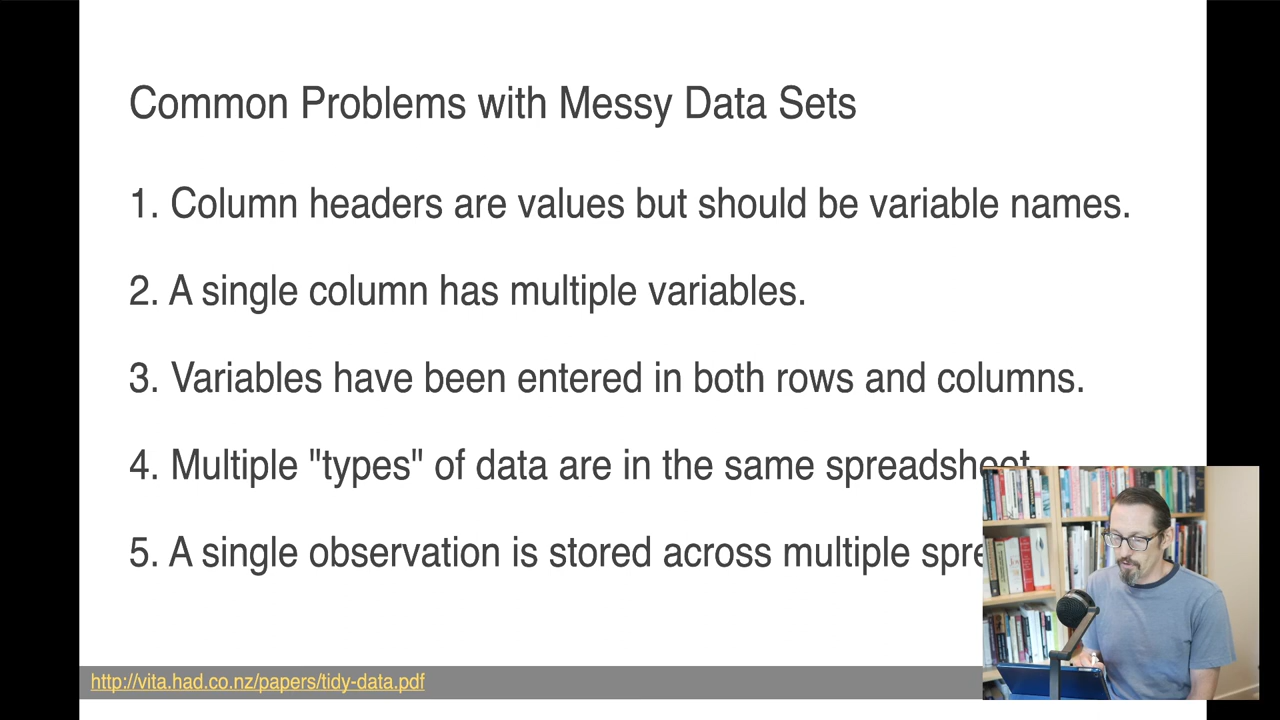 Common Problems with Messy Data Sets
1. Column headers are values but should be variable names.
2. A single column has multiple variables.
3. Variables have been entered in both rows and columns.
4. Multiple "types" of data are in the same spreadsheet.
5. A single observation is stored across multiple
http://vita.had.co.nz/papers/tidy-data.pdf